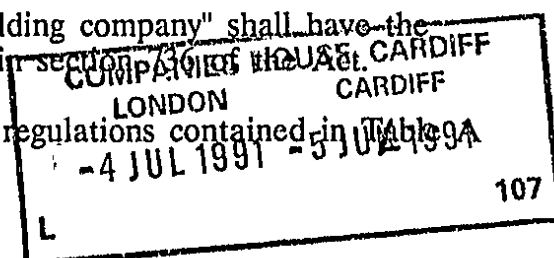 lding company" shall have the
in section 736 of the Act.
COMPANIES HOUSE CARDIFF
LONDON CARDIFF
regulations contained in Table A
-4 JUL 1991 -5 JUL 1991
107
L